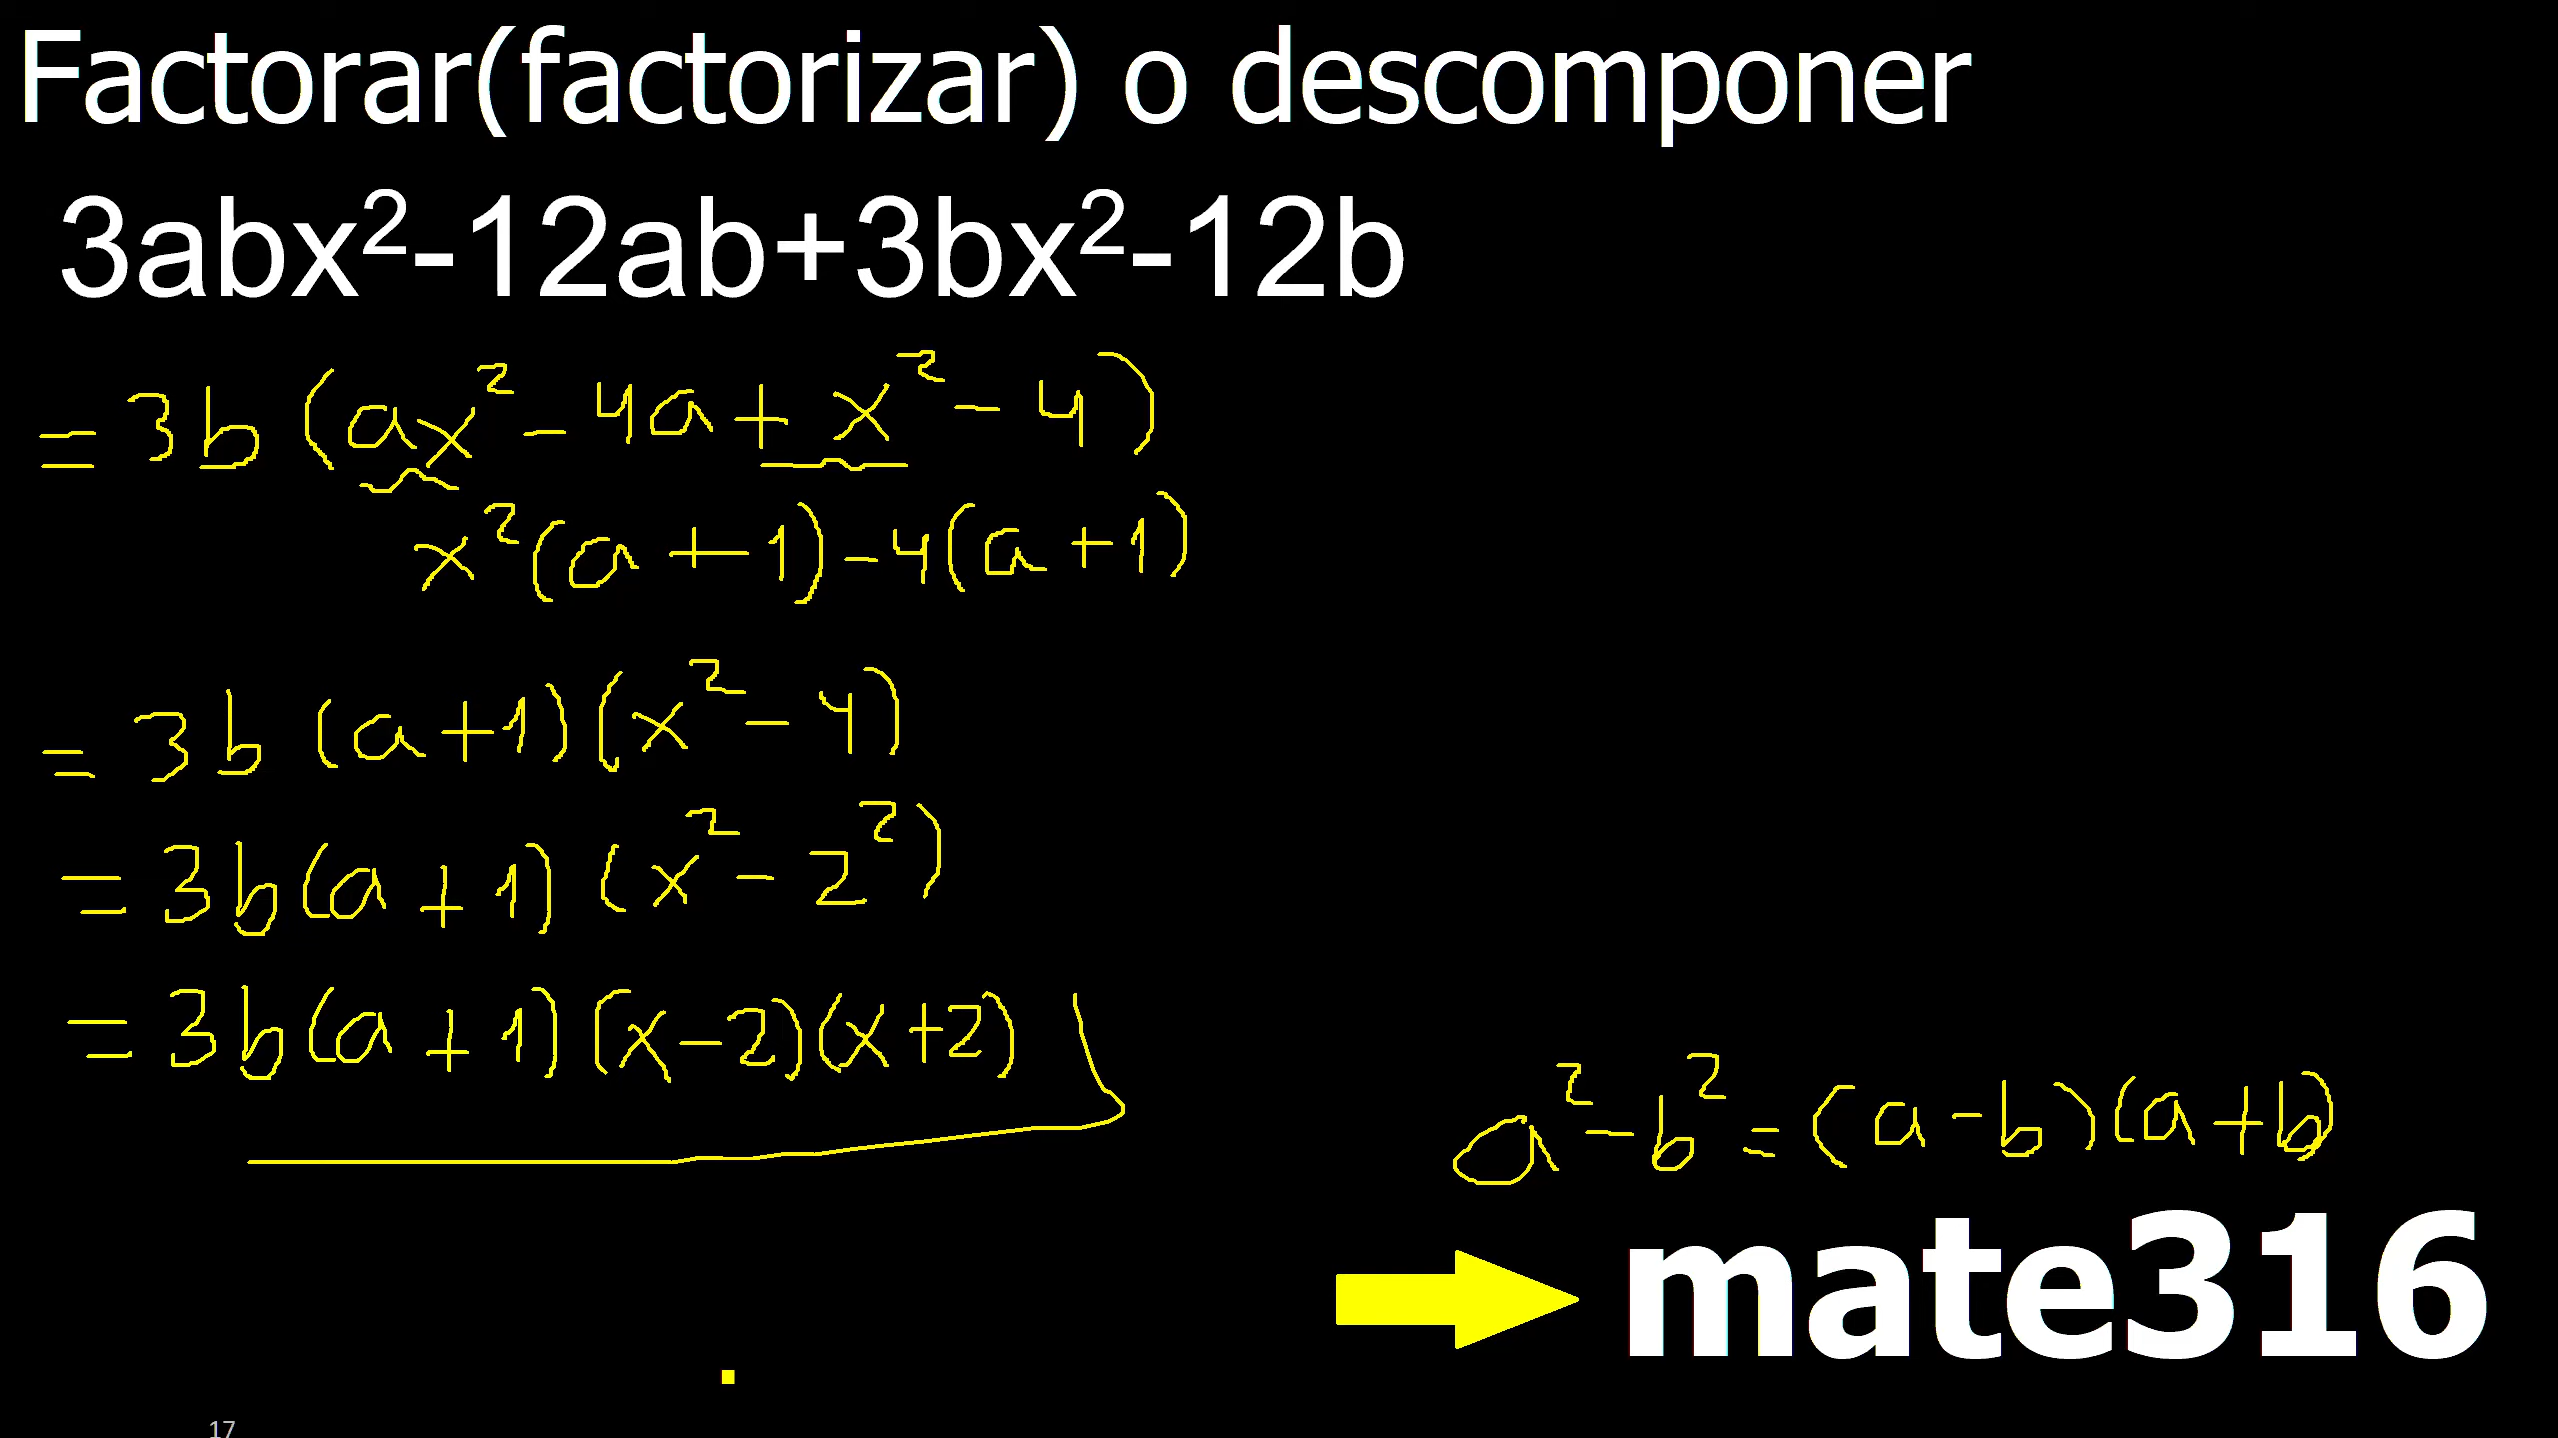 Factorar(factorizar) o descomponer
3abx²-12ab+3bx²-12b
= 3b (ax² - 4a + x² - 4)
x² (a + 1) - 4 (a + 1)
= 3b (a + 1) (x² - 4)
= 3b (a + 1) (x² - 2²)
= 3b (a + 1) (x - 2) (x + 2)
a² - b² = (a - b) (a + b)
mate316
17